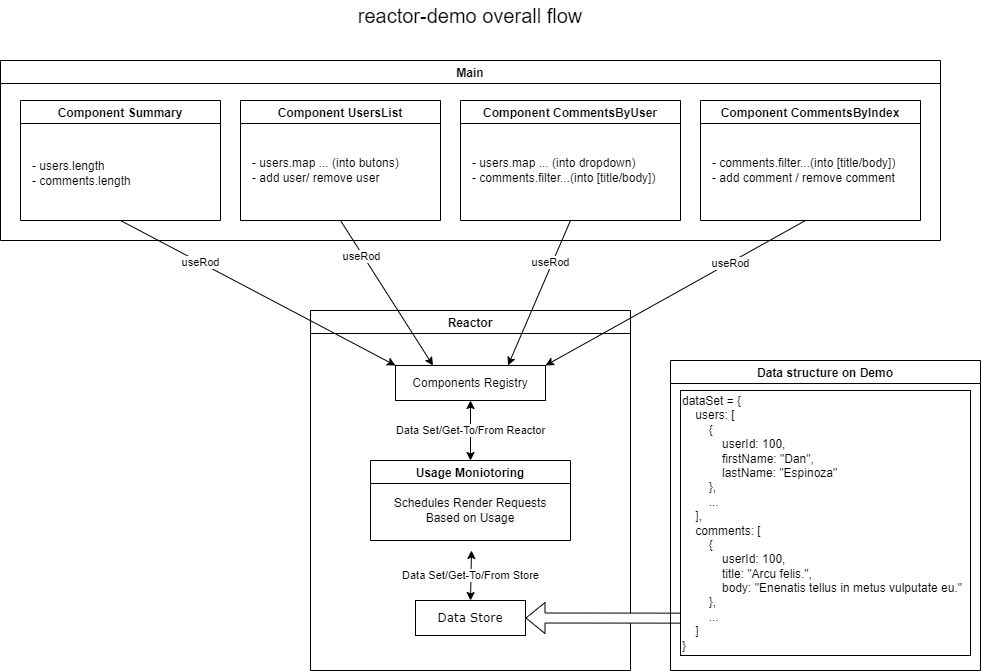 reactor-demo overall flow
Main
Component Summary
- users.length
- comments.length
Component UsersList
- users.map ... (into butons)
- add user/ remove user
Component CommentsByUser
- users.map ... (into dropdown)
- comments.filter...(into [title/body])
Component CommentsByIndex
- comments.filter...(into [title/body])
- add comment / remove comment
useRod
useRod
useRod
useRod
Reactor
Components Registry
Data Set/Get-To/From Reactor
Usage Moniotoring
Schedules Render Requests
Based on Usage
Data Set/Get-To/From Store
Data Store
Data structure on Demo
dataSet = {
users: [
{
userId: 100,
firstName: "Dan",
lastName: "Espinoza"
},
...
],
comments: [
{
userId: 100,
title: "Arcu felis.",
body: "Enenatis tellus in metus vulputate eu."
},
...
]
}